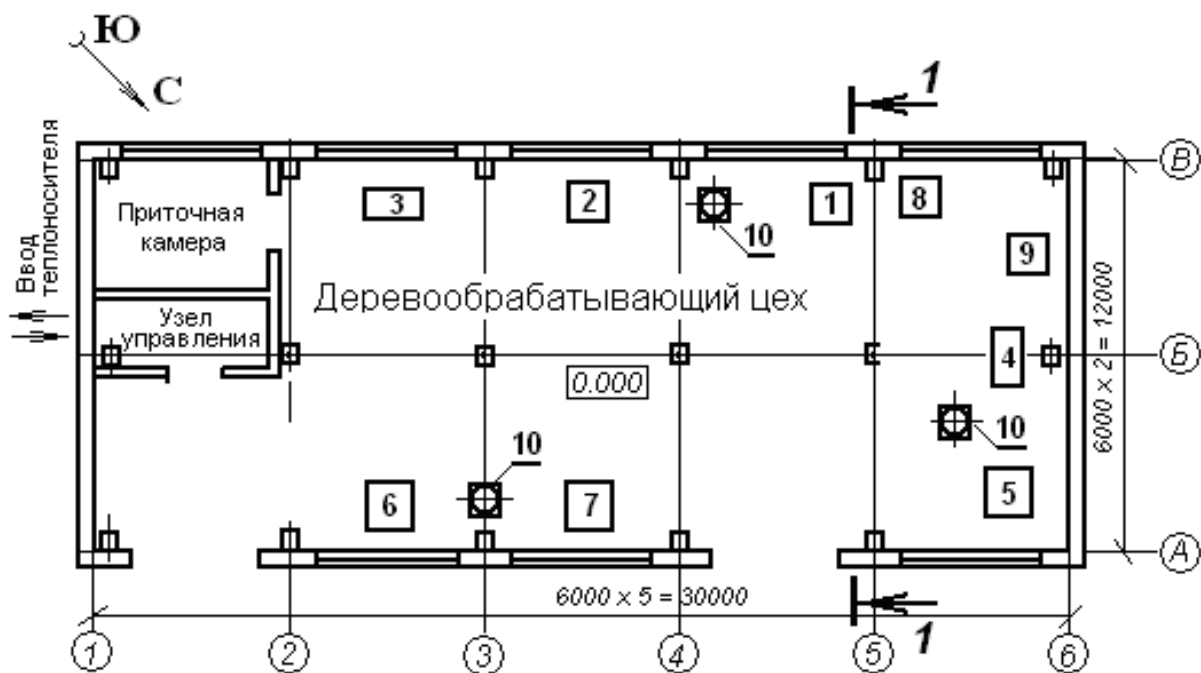 Ю
С
1
Ввод
теплоносителя
В
Приточная
камера
3
2
1
8
10
9
Деревообрабатывающий цех
Узел
управления
4
Б
0.000
6000 x 2 = 12000
10
10
6
7
5
А
6000 x 5 = 30000
1
1
2
3
4
5
6